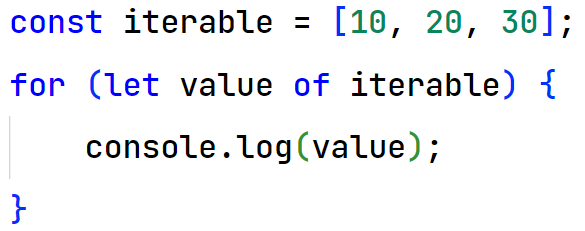 const iterable = [10, 20, 30];
for (let value of iterable) {
    console.log(value);
}